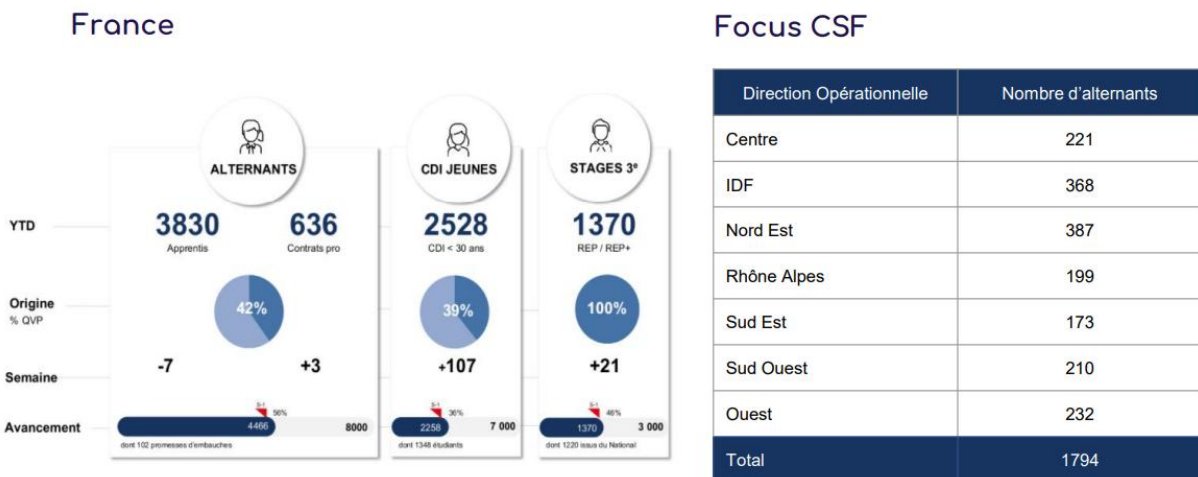 France
ALTERNANTS
CDI JEUNES
STAGES 3e
YTD
3830
Apprentis
636
Contrats pro
2528
CDI < 30 ans
1370
REP / REP+
Origine
% QVP
42%
39%
100%
Semaine
-7
+3
+107
+21
Avancement
S-1
56%
4466
8000
dont 102 promesses d'embauches
S-1
36%
2258
7 000
dont 1348 étudiants
S-1
46%
1370
3 000
dont 1220 issus du National
Focus CSF
Direction Opérationnelle Nombre d'alternants
Centre 221
IDF 368
Nord Est 387
Rhône Alpes 199
Sud Est 173
Sud Ouest 210
Ouest 232
Total 1794